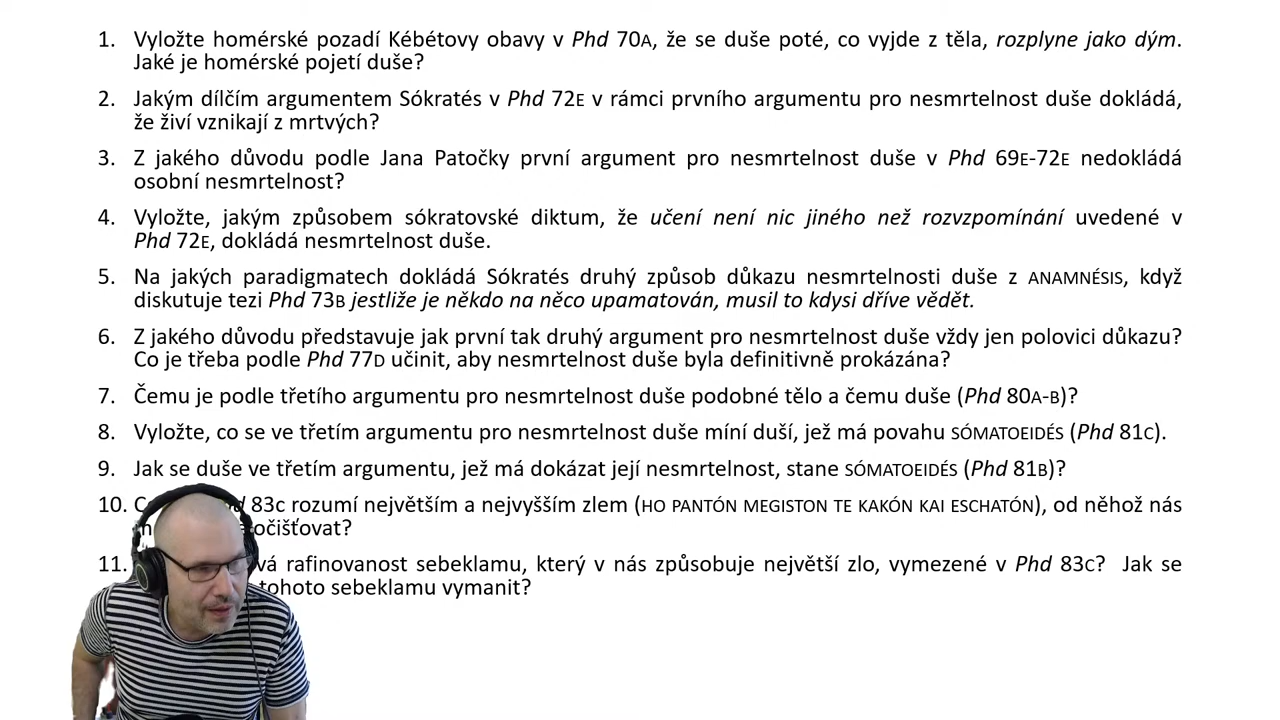 1. Vyložte homérské pozadí Kébétovy obavy v Phd 70A, že se duše poté, co vyjde z těla, rozplyne jako dým.
Jaké je homérské pojetí duše?
2. Jakým dílčím argumentem Sókratés v Phd 72E v rámci prvního argumentu pro nesmrtelnost duše dokládá,
že živí vznikají z mrtvých?
3. Z jakého důvodu podle Jana Patočky první argument pro nesmrtelnost duše v Phd 69E-72E nedokládá
osobní nesmrtelnost?
4. Vyložte, jakým způsobem sókratovské diktum, že učení není nic jiného než rozvzpomínání uvedené v
Phd 72E, dokládá nesmrtelnost duše.
5. Na jakých paradigmatech dokládá Sókratés druhý způsob důkazu nesmrtelnosti duše z ANAMNÉSIS, když
diskutuje tezi Phd 73B jestliže je někdo na něco upamatován, musil to kdysi dříve vědět.
6. Z jakého důvodu představuje jak první tak druhý argument pro nesmrtelnost duše vždy jen polovici důkazu?
Co je třeba podle Phd 77D učinit, aby nesmrtelnost duše byla definitivně prokázána?
7. Čemu je podle třetího argumentu pro nesmrtelnost duše podobné tělo a čemu duše (Phd 80A-B)?
8. Vyložte, co se ve třetím argumentu pro nesmrtelnost duše míní duší, jež má povahu SÓMATOEIDÉS (Phd 81C).
9. Jak se duše ve třetím argumentu, jež má dokázat její nesmrtelnost, stane SÓMATOEIDÉS (Phd 81B)?
10. 83c rozumí největším a nejvyšším zlem (HO PANTÓN MEGISTON TE KAKÓN KAI ESCHATÓN), od něhož nás
očišťovat?
11. rafinovanost sebeklamu, který v nás způsobuje největší zlo, vymezené v Phd 83C? Jak se
tohoto sebeklamu vymanit?